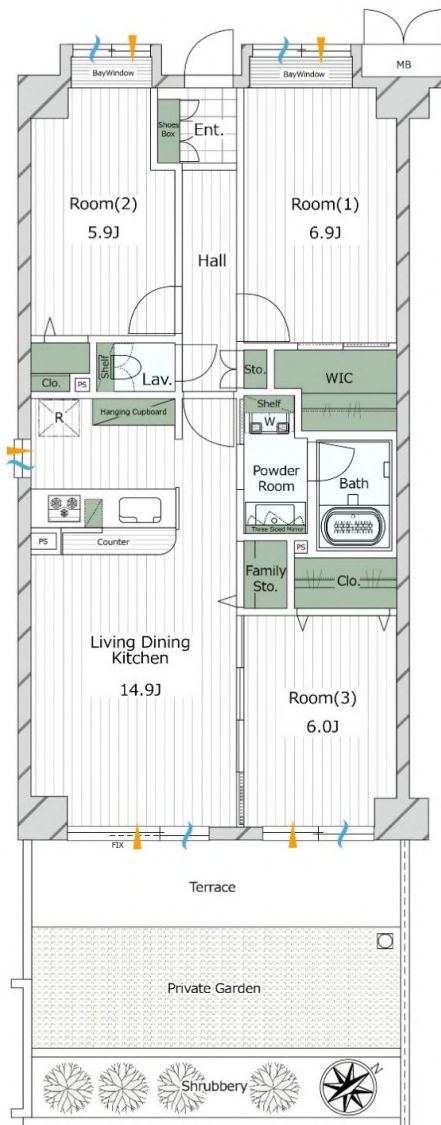 MB
BayWindow
BayWindow
Shoes
Box
Ent.
Room(2)
5.9J
Room(1)
6.9J
Hall
Clo.
PS
Shelf
Lav.
Sto.
WIC
R
Hanging Cupboard
Shelf
W
Powder
Room
Bath
Three Sided Mirror
PS
Counter
PS
Family
Sto.
Clo.
Living Dining
Kitchen
14.9J
Room(3)
6.0J
FIX
Terrace
Private Garden
Shrubbery
N